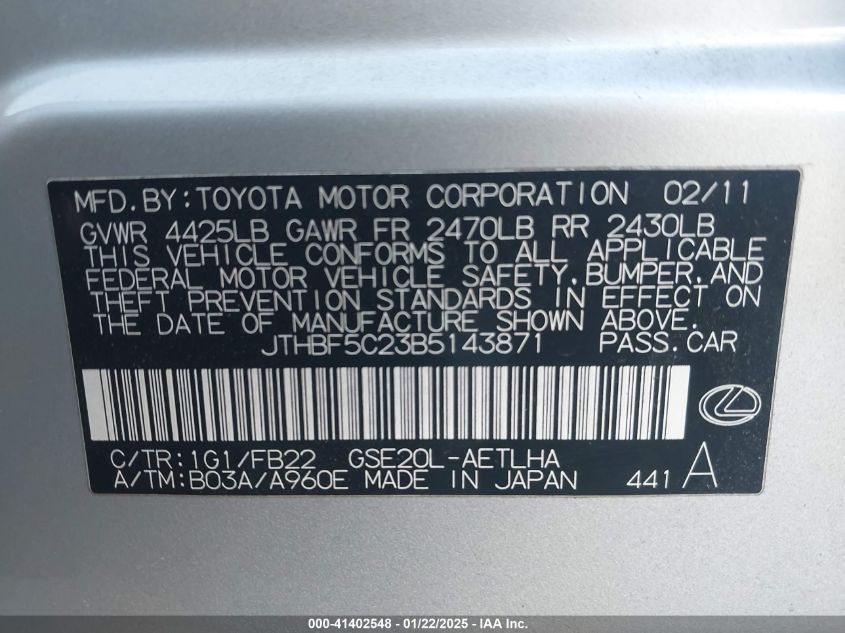 MFD.BY:TOYOTA MOTOR CORPORATION 02/11
GVWR 4425LB GAWR FR 2470LB RR 2430LB
THIS VEHICLE CONFORMS TO ALL APPLICABLE
FEDERAL MOTOR VEHICLE SAFETY,BUMPER,AND
THEFT PREVENTION STANDARDS IN EFFECT ON
THE DATE OF MANUFACTURE SHOWN ABOVE.
JTHBF5C23B5143871 PASS.CAR
C/TR:1G1/FB22 GSE20L-AETLHA
A/TM:B03A/A960E MADE IN JAPAN 441 A
000-41402548 - 01/22/2025 - IAAI.com